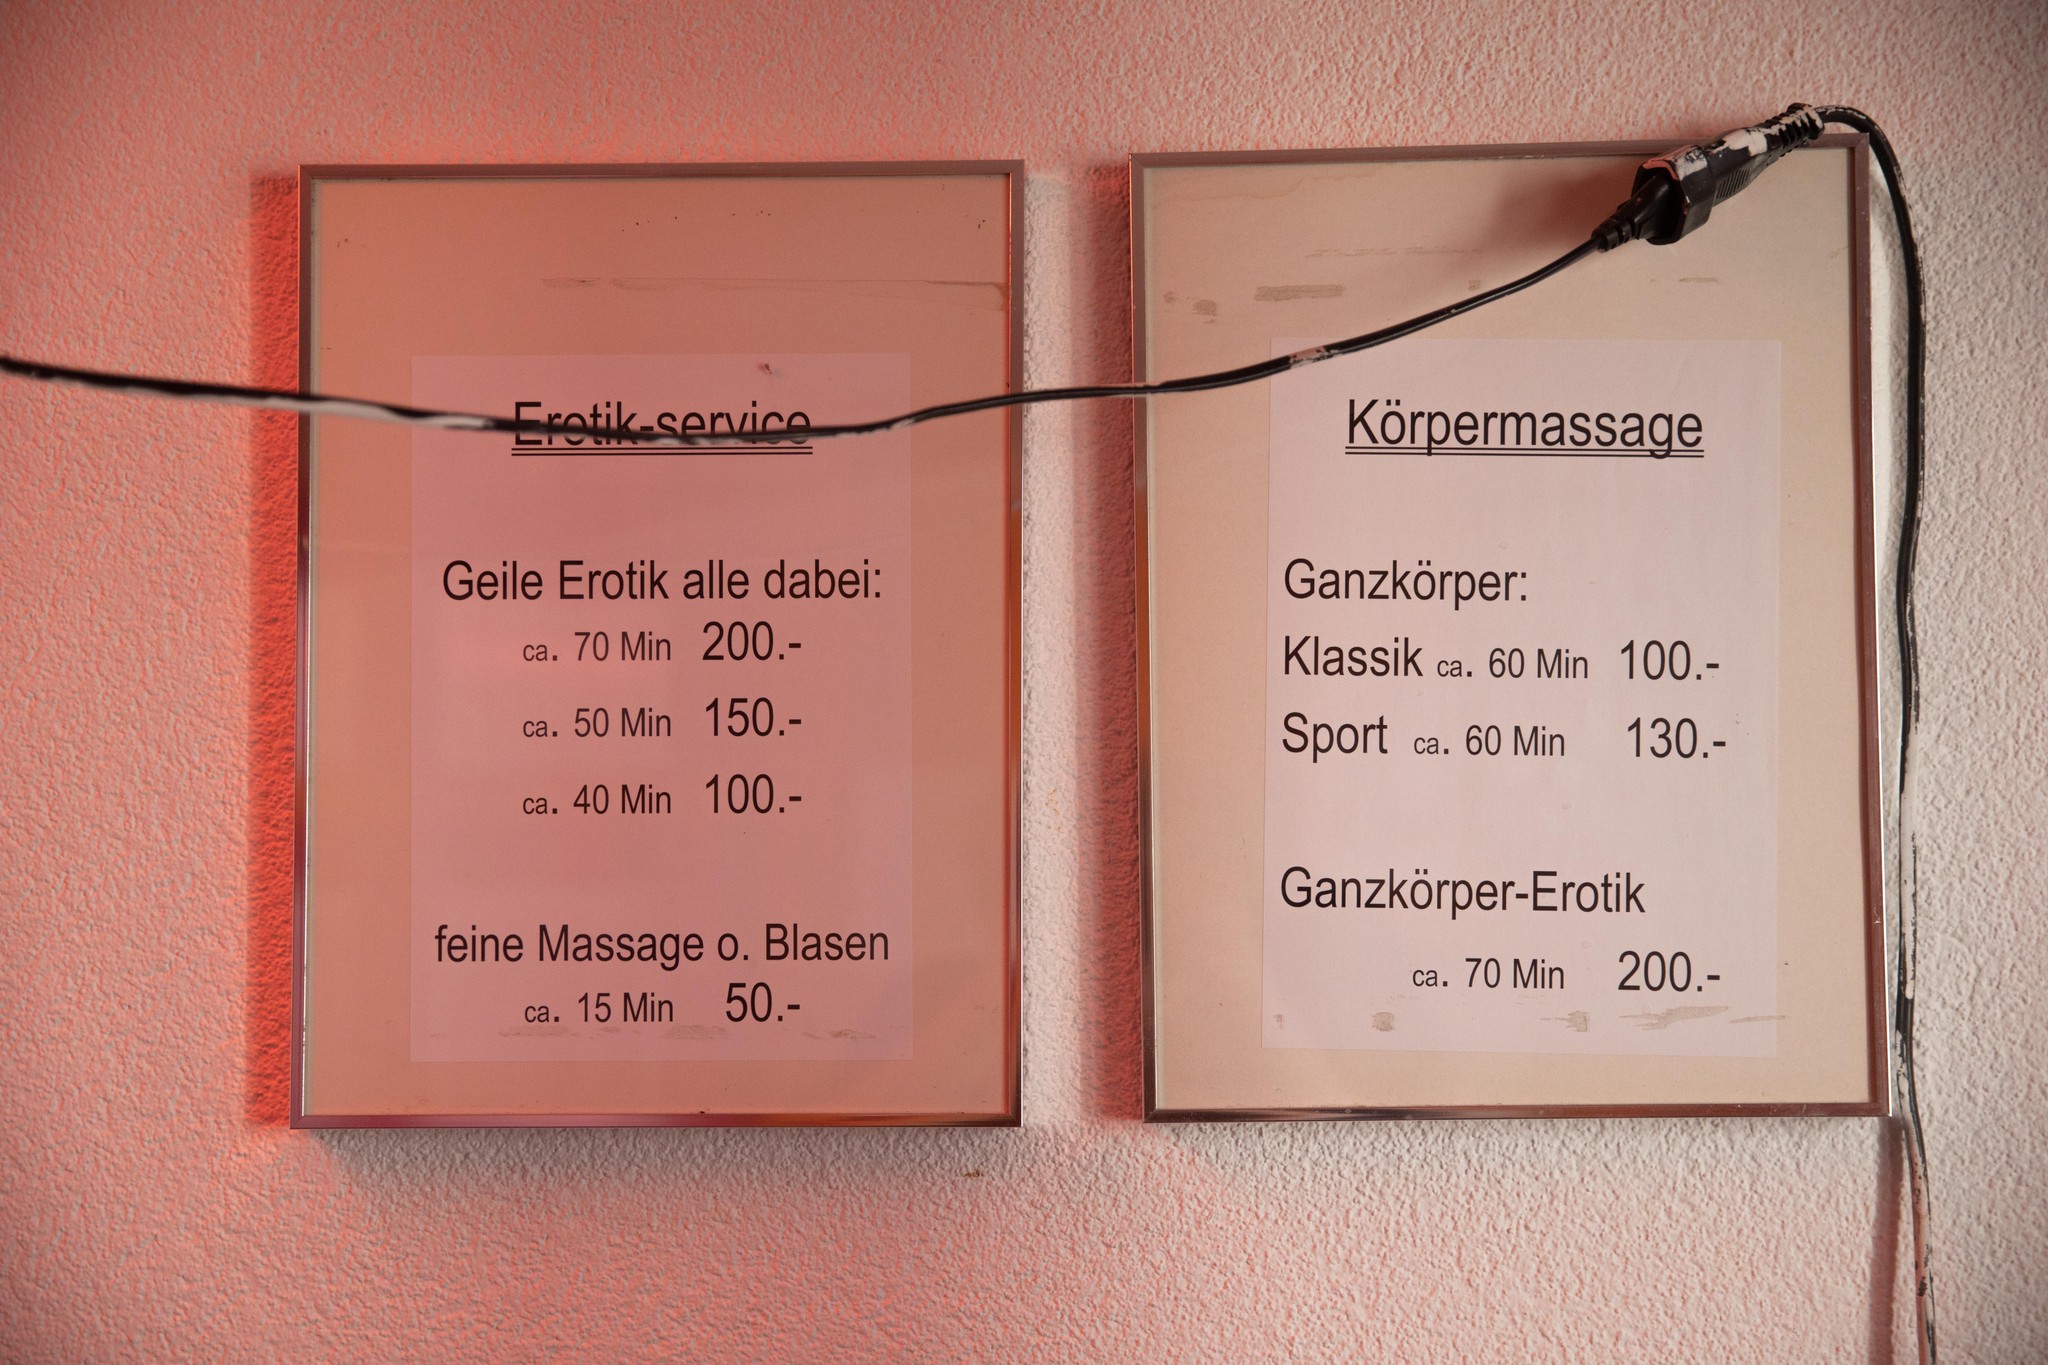 Erotik-service
Geile Erotik alle dabei:
ca. 70 Min 200.-
ca. 50 Min 150.-
ca. 40 Min 100.-
feine Massage o. Blasen
ca. 15 Min 50.-
Körpermassage
Ganzkörper:
Klassik ca. 60 Min 100.-
Sport ca. 60 Min 130.-
Ganzkörper-Erotik
ca. 70 Min 200.-